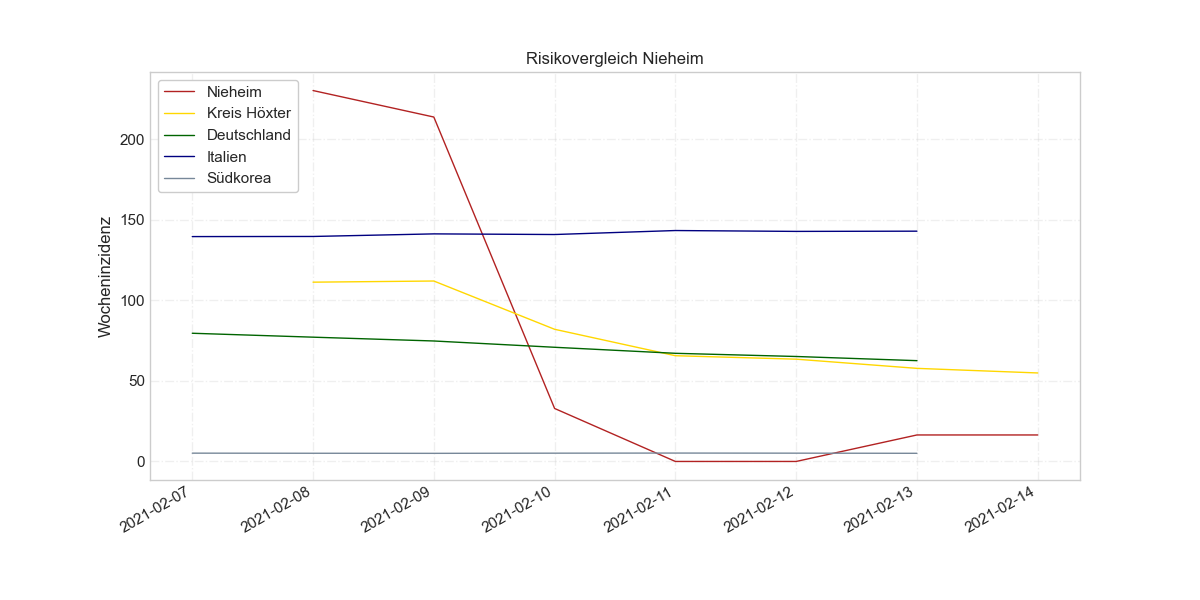 Risikovergleich Nieheim
Nieheim
Kreis Höxter
Deutschland
Italien
Südkorea
Wocheninzidenz
200
150
100
50
0
2021-02-07
2021-02-08
2021-02-09
2021-02-10
2021-02-11
2021-02-12
2021-02-13
2021-02-14